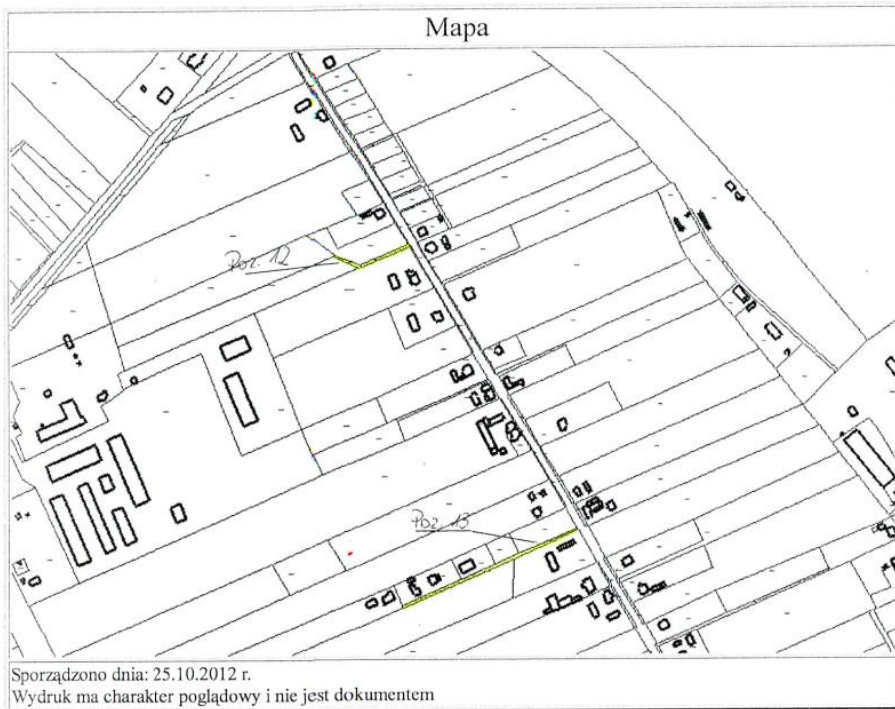 Mapa
Poz. 12
Poz. 13
Sporządzono dnia: 25.10.2012 r.
Wydruk ma charakter poglądowy i nie jest dokumentem